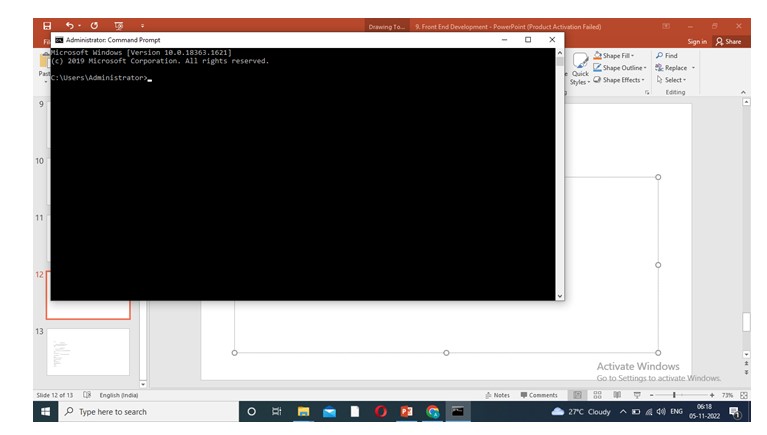 Drawing To...
9. Front End Development - PowerPoint (Product Activation Failed)
Administrator: Command Prompt
Sign in
Share
Microsoft Windows [Version 10.0.18363.1621]
(c) 2019 Microsoft Corporation. All rights reserved.
C:\Users\Administrator>
Shape Fill
Find
Quick
Styles
Shape Outline
Replace
Shape Effects
Select
Editing
9
10
11
12
13
Activate Windows
Go to Settings to activate Windows.
Slide 12 of 13
English (India)
Notes
Comments
73%
Type here to search
27°C Cloudy
ENG
06:18
05-11-2022